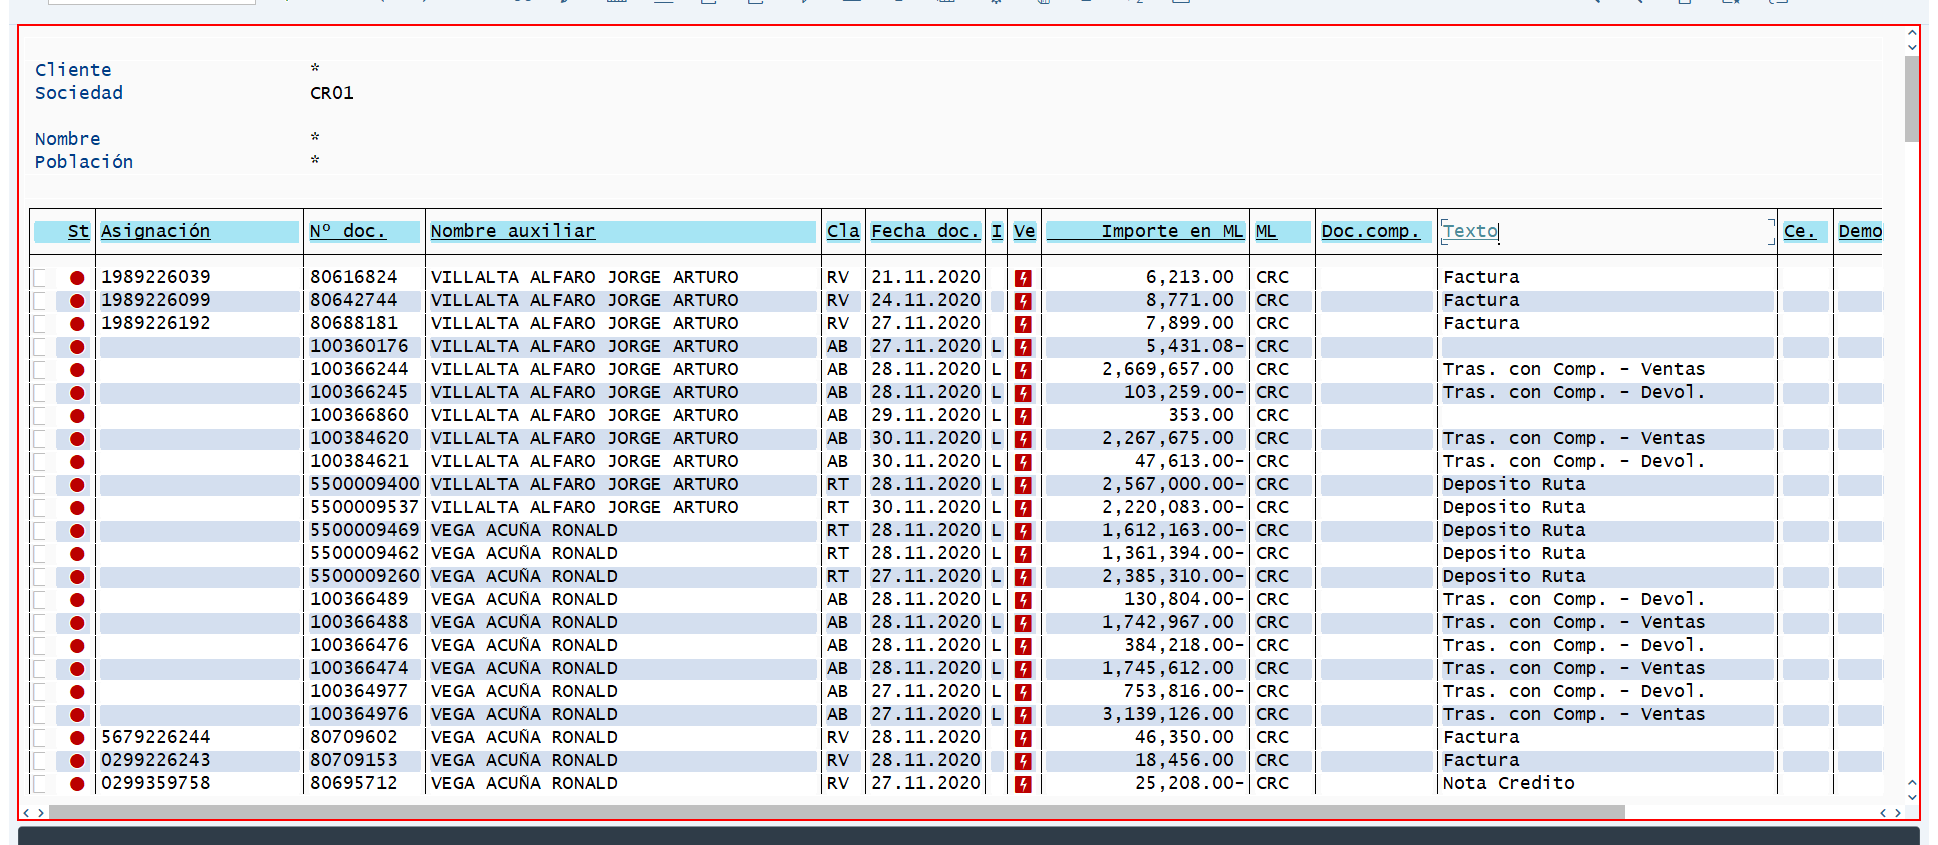 Cliente *
Sociedad CR01
Nombre *
Población *
St Asignación Nº doc. Nombre auxiliar Cla Fecha doc. I Ve Importe en ML ML Doc.comp. Texto Ce. Demo
1989226039 80616824 VILLALTA ALFARO JORGE ARTURO RV 21.11.2020 6,213.00 CRC Factura
1989226099 80642744 VILLALTA ALFARO JORGE ARTURO RV 24.11.2020 8,771.00 CRC Factura
1989226192 80688181 VILLALTA ALFARO JORGE ARTURO RV 27.11.2020 7,899.00 CRC Factura
100360176 VILLALTA ALFARO JORGE ARTURO AB 27.11.2020 L 5,431.08- CRC
100366244 VILLALTA ALFARO JORGE ARTURO AB 28.11.2020 L 2,669,657.00 CRC Tras. con Comp. - Ventas
100366245 VILLALTA ALFARO JORGE ARTURO AB 28.11.2020 L 103,259.00- CRC Tras. con Comp. - Devol.
100366860 VILLALTA ALFARO JORGE ARTURO AB 29.11.2020 L 353.00 CRC
100384620 VILLALTA ALFARO JORGE ARTURO AB 30.11.2020 L 2,267,675.00 CRC Tras. con Comp. - Ventas
100384621 VILLALTA ALFARO JORGE ARTURO AB 30.11.2020 L 47,613.00- CRC Tras. con Comp. - Devol.
5500009400 VILLALTA ALFARO JORGE ARTURO RT 28.11.2020 L 2,567,000.00- CRC Deposito Ruta
5500009537 VILLALTA ALFARO JORGE ARTURO RT 30.11.2020 L 2,220,083.00- CRC Deposito Ruta
5500009469 VEGA ACUÑA RONALD RT 28.11.2020 L 1,612,163.00- CRC Deposito Ruta
5500009462 VEGA ACUÑA RONALD RT 28.11.2020 L 1,361,394.00- CRC Deposito Ruta
5500009260 VEGA ACUÑA RONALD RT 27.11.2020 L 2,385,310.00- CRC Deposito Ruta
100366489 VEGA ACUÑA RONALD AB 28.11.2020 L 130,804.00- CRC Tras. con Comp. - Devol.
100366488 VEGA ACUÑA RONALD AB 28.11.2020 L 1,742,967.00 CRC Tras. con Comp. - Ventas
100366476 VEGA ACUÑA RONALD AB 28.11.2020 L 384,218.00- CRC Tras. con Comp. - Devol.
100366474 VEGA ACUÑA RONALD AB 28.11.2020 L 1,745,612.00 CRC Tras. con Comp. - Ventas
100364977 VEGA ACUÑA RONALD AB 27.11.2020 L 753,816.00- CRC Tras. con Comp. - Devol.
100364976 VEGA ACUÑA RONALD AB 27.11.2020 L 3,139,126.00 CRC Tras. con Comp. - Ventas
5679226244 80709602 VEGA ACUÑA RONALD RV 28.11.2020 46,350.00 CRC Factura
0299226243 80709153 VEGA ACUÑA RONALD RV 28.11.2020 18,456.00 CRC Factura
0299359758 80695712 VEGA ACUÑA RONALD RV 27.11.2020 25,208.00- CRC Nota Credito